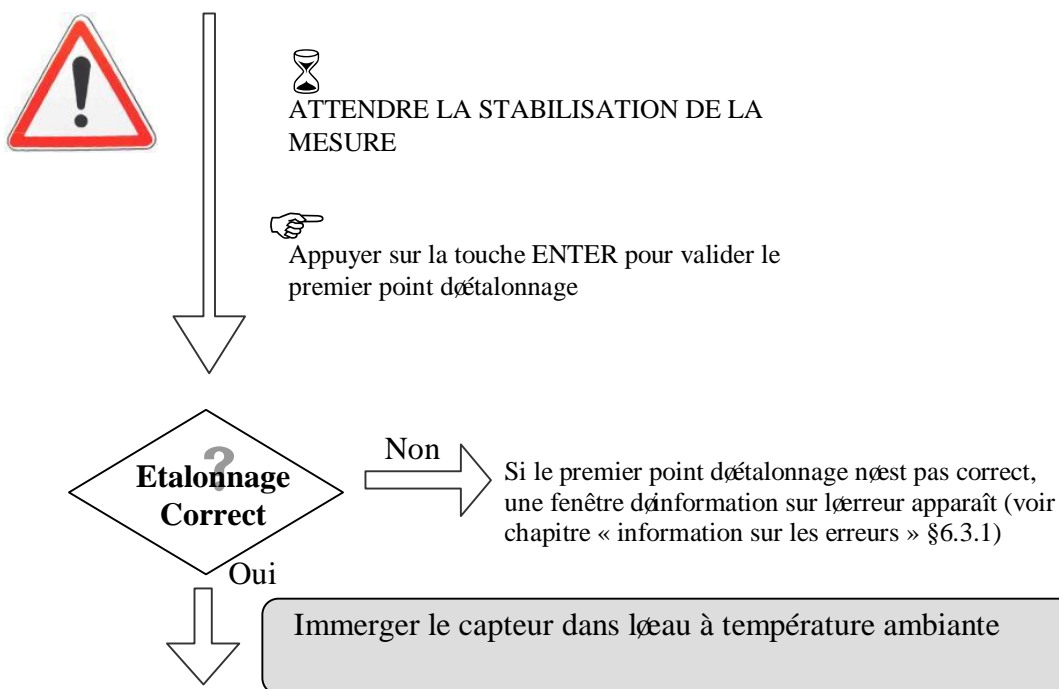 ATTENDRE LA STABILISATION DE LA
MESURE
Appuyer sur la touche ENTER pour valider le
premier point døétalonnage
?
Etalonnage
Correct
Non
Si le premier point døétalonnage nøest pas correct,
une fenêtre døinformation sur løerreur apparaît (voir
chapitre « information sur les erreurs » §6.3.1)
Oui
Immerger le capteur dans løeau à température ambiante